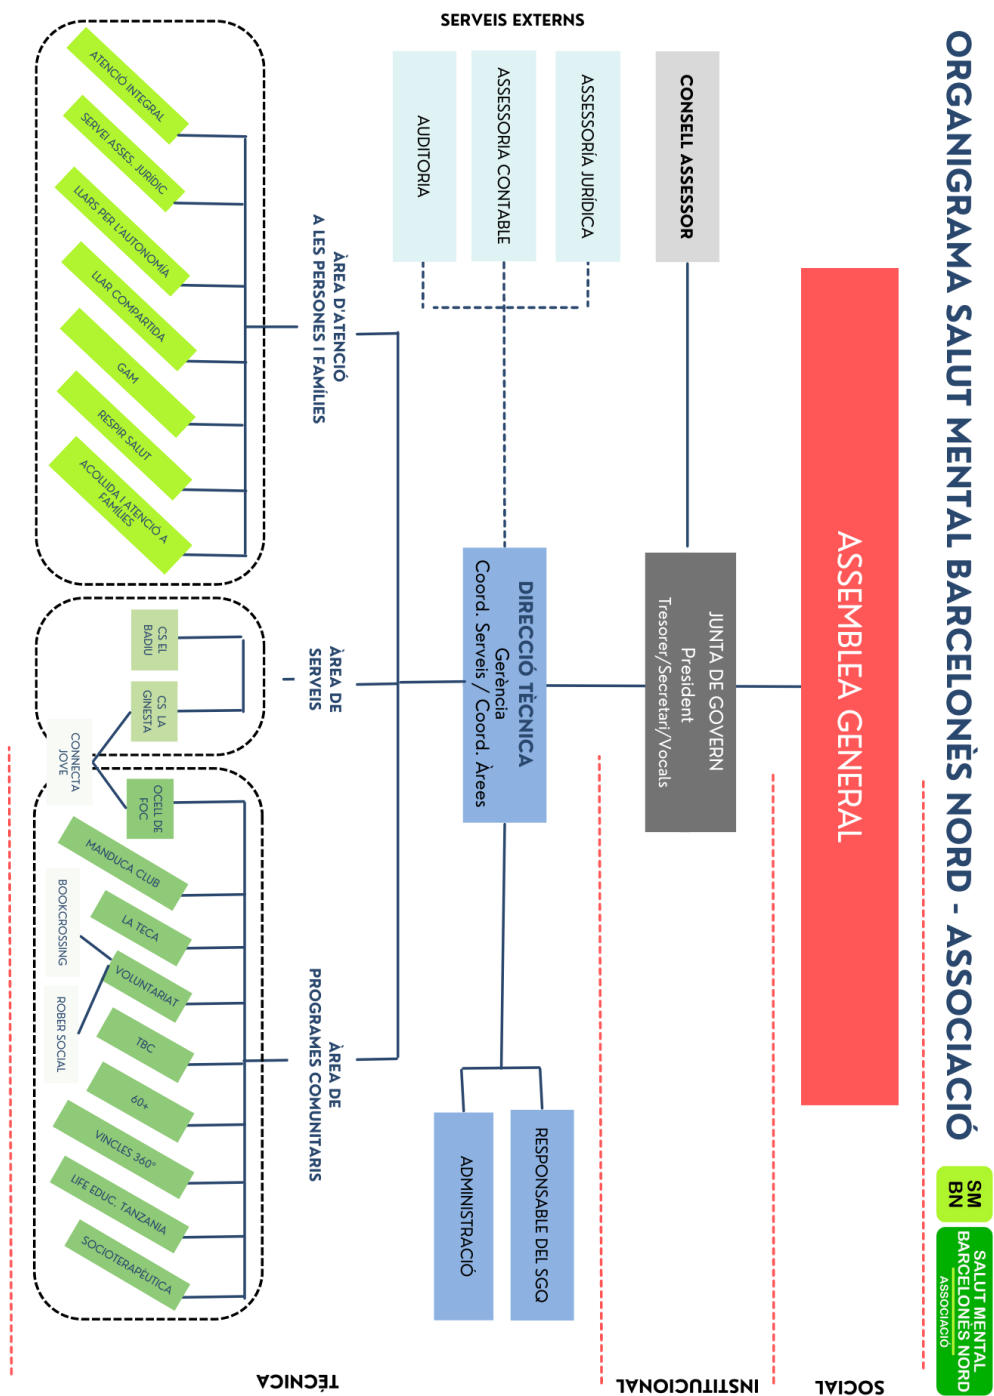 ORGANIGRAMA SALUT MENTAL BARCELONÈS NORD - ASSOCIACIÓ
SM
BN
SALUT MENTAL
BARCELONÈS NORD
ASSOCIACIÓ
SOCIAL
ASSEMBLEA GENERAL
INSTITUCIONAL
CONSELL ASSESSOR
JUNTA DE GOVERN
President
Tresorer/Secretari/Vocals
TÉCNICA
SERVEIS EXTERNS
ASSESSORÍA JURÍDICA
ASSESSORIA CONTABLE
AUDITORIA
DIRECCIÓ TÈCNICA
Gerència
Coord. Serveis / Coord. Àrees
RESPONSABLE DEL SGQ
ADMINISTRACIÓ
ÀREA D'ATENCIÓ
A LES PERSONES I FAMÍLIES
ÀREA DE
SERVEIS
ÀREA DE
PROGRAMES COMUNITARIS
ATENCIÓ INTEGRAL
SERVEI ASSES. JURÍDIC
LLARS PER L'AUTONOMÍA
LLAR COMPARTIDA
GAM
RESPIR SALUT
ACOLLIDA I ATENCIÓ A
FAMÍLIES
CS EL
BADIU
CS LA
GINESTA
CONNECTA
JOVE
OCELL DE
FOC
MANDUCA CLUB
LA TECA
VOLUNTARIAT
BOOKCROSSING
ROBER SOCIAL
TBC
60+
VINCLES 360º
LIFE EDUC. TANZANIA
SOCIOTERAPÈUTICA